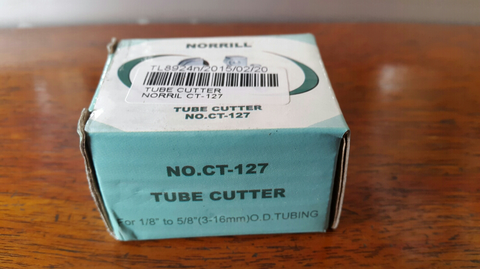 NORRILL
TL8924n/2015/02/20
TUBE CUTTER
NORRIL CT-127
TUBE CUTTER
NO.CT-127
NO.CT-127
TUBE CUTTER
For 1/8" to 5/8"(3-16mm)O.D.TUBING